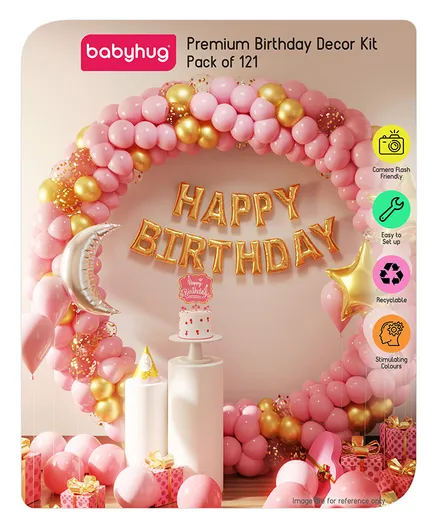 babyhug
Premium Birthday Decor Kit
Pack of 121
Camera Flash
Friendly
HAPPY
BIRTHDAY
Easy to
Set up
Happy
Birthday
Recyclable
Stimulating
Colours
Image are for reference only